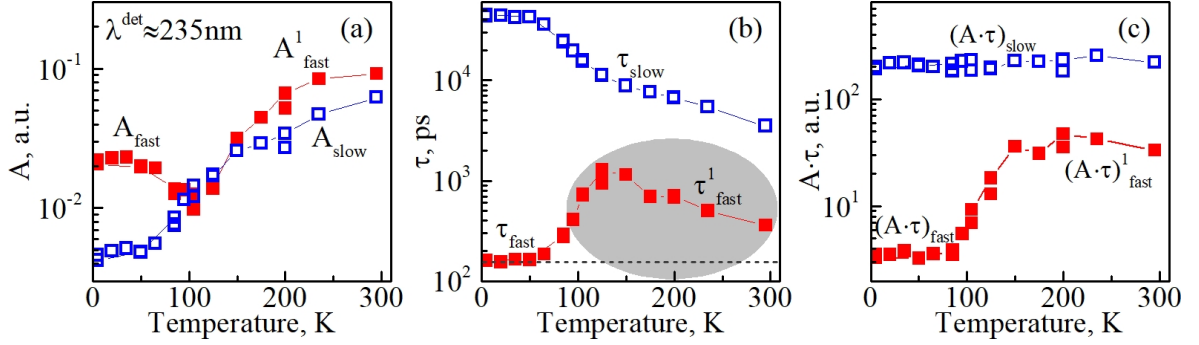 λ^det≈235nm
(a)
A^1_fast
A_fast
A_slow
10^-1
10^-2
A, a.u.
0 100 200 300
Temperature, K
(b)
τ_slow
τ^1_fast
τ_fast
10^4
10^3
10^2
τ, ps
0 100 200 300
Temperature, K
(c)
(A·τ)_slow
(A·τ)_fast
(A·τ)^1_fast
10^2
10^1
A·τ, a.u.
0 100 200 300
Temperature, K